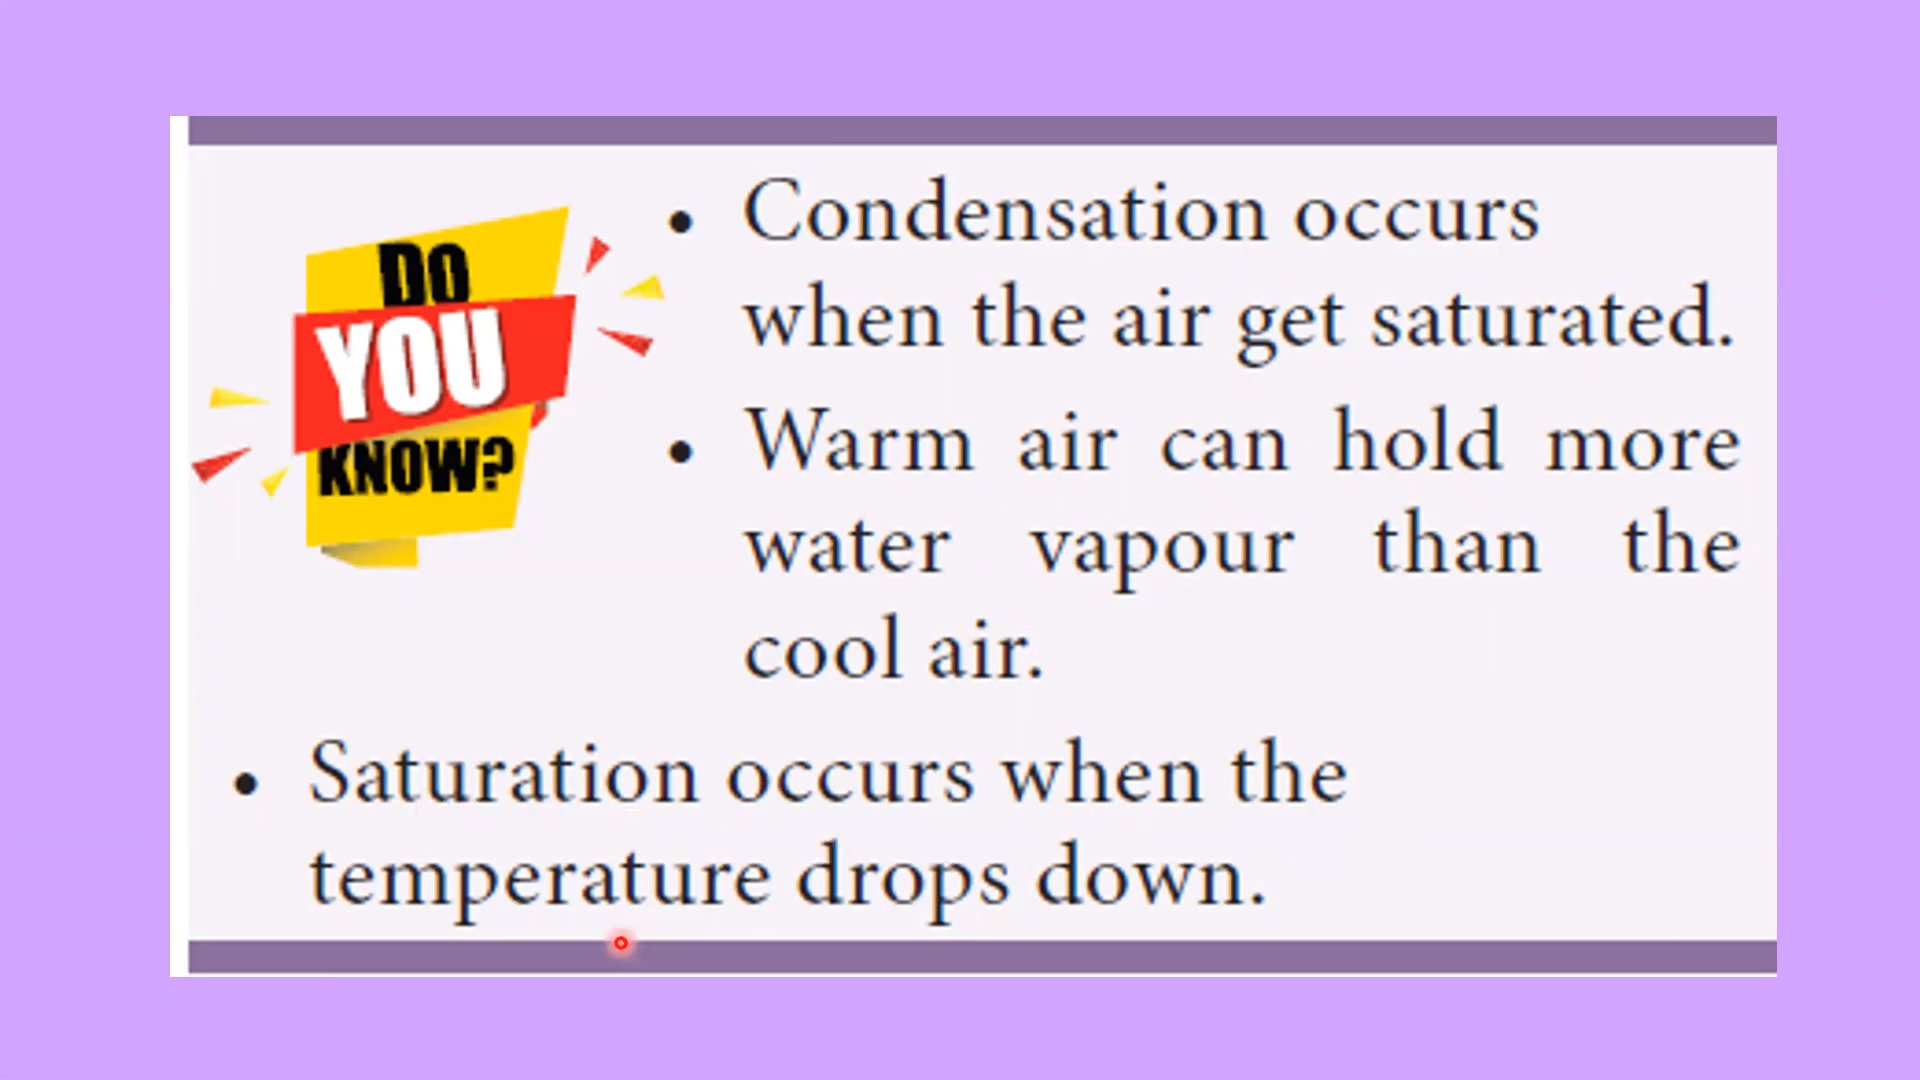 DO
YOU
KNOW?
• Condensation occurs
when the air get saturated.
• Warm air can hold more
water vapour than the
cool air.
• Saturation occurs when the
temperature drops down.